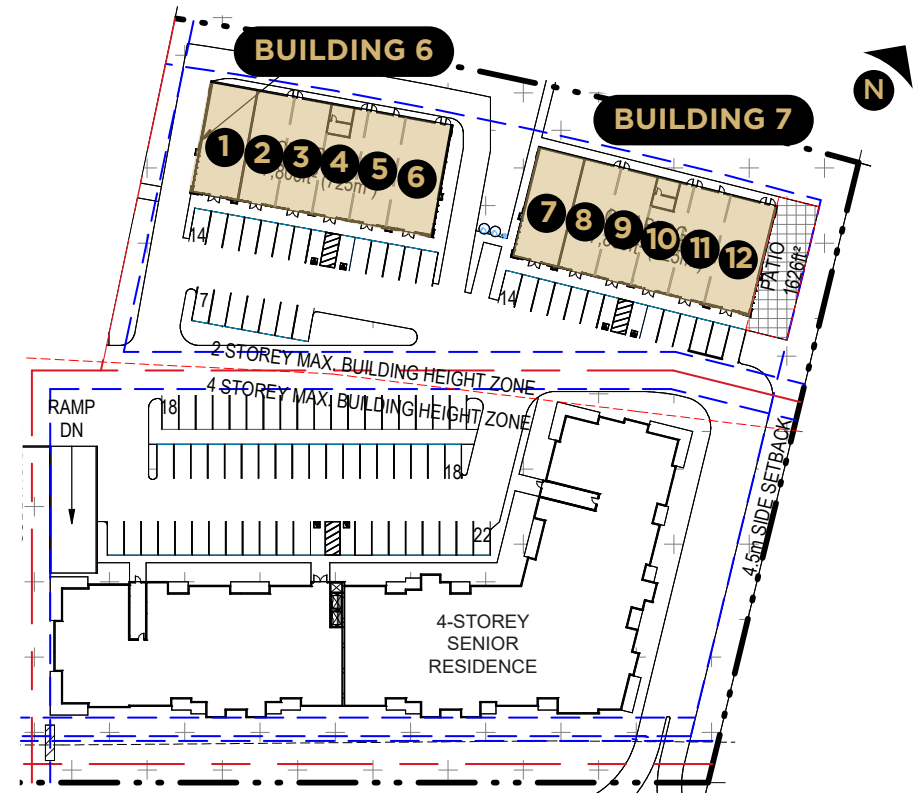 BUILDING 6
N
BUILDING 7
1
2
3
4
5
6
7
8
9
10
11
12
PATIO
1626ft²
14
14
7
2 STOREY MAX. BUILDING HEIGHT ZONE
4 STOREY MAX. BUILDING HEIGHT ZONE
RAMP
DN
18
18
22
4.5m SIDE SETBACK
4-STOREY
SENIOR
RESIDENCE